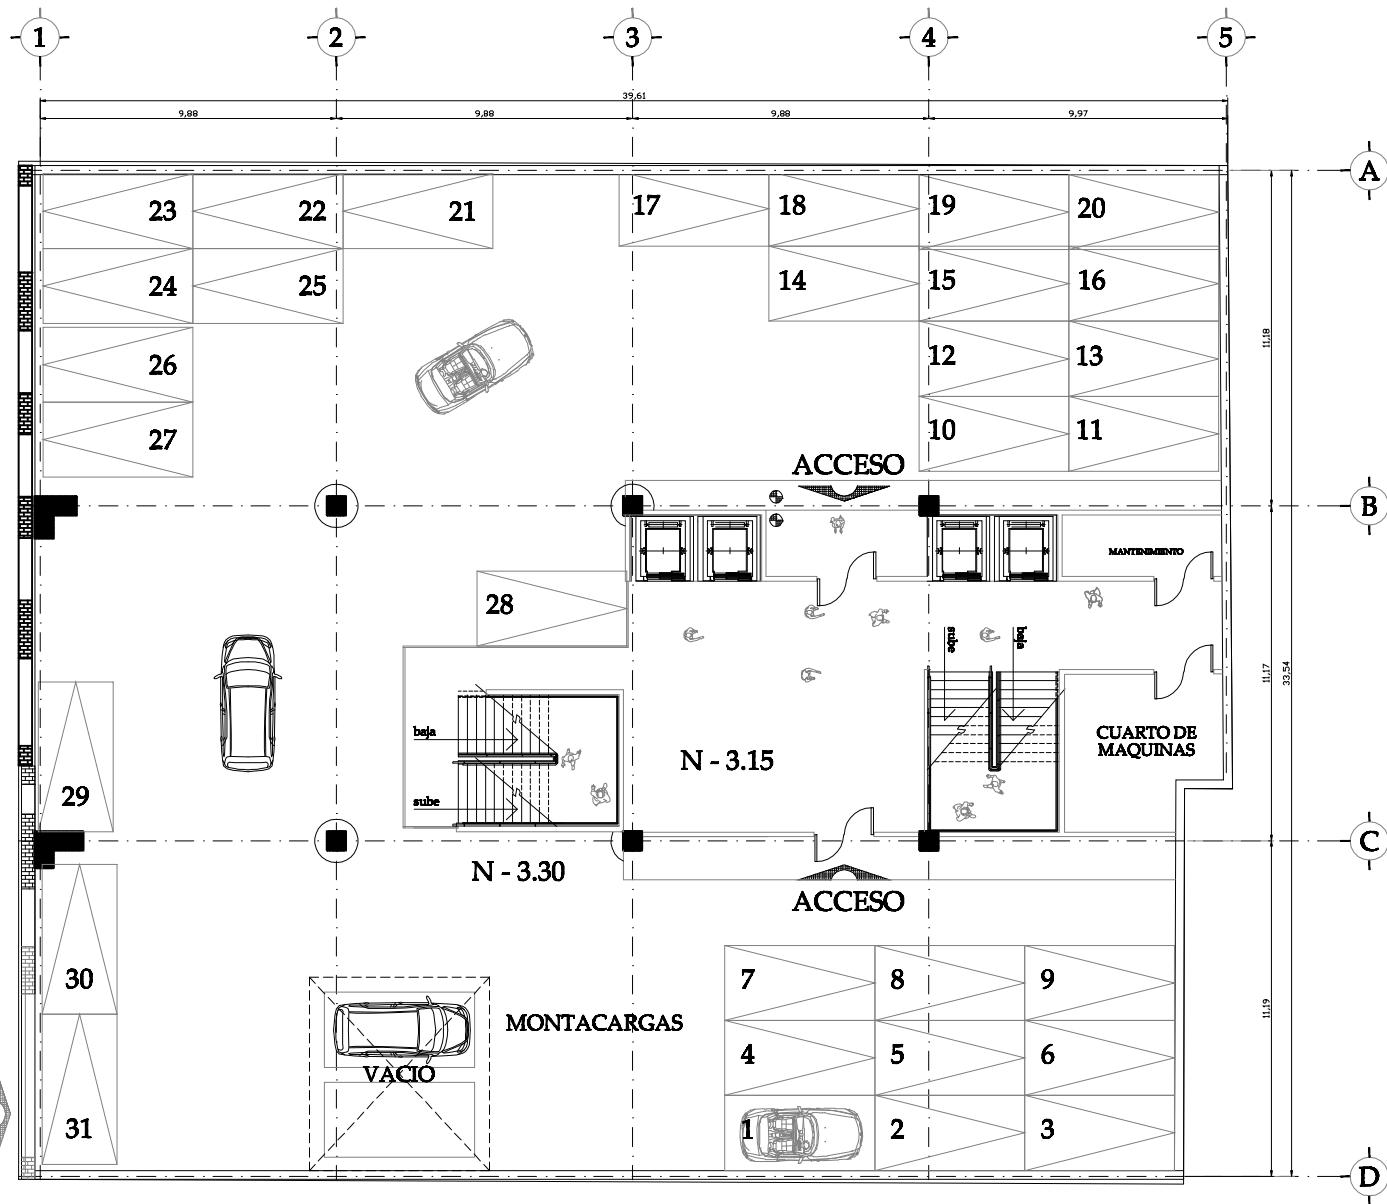 1 2 3 4 5
39,61
9,88 9,88 9,88 9,97
A
23 22 21 17 18 19 20
24 25 14 15 16
11,18
26 12 13
27 10 11
ACCESO
B
MANTENIMIENTO
28
sube baja
11,17
33,54
baja
CUARTO DE
MAQUINAS
N - 3.15
29
sube
C
N - 3.30
ACCESO
30 7 8 9
11,19
MONTACARGAS
4 5 6
VACIO
31 1 2 3
D